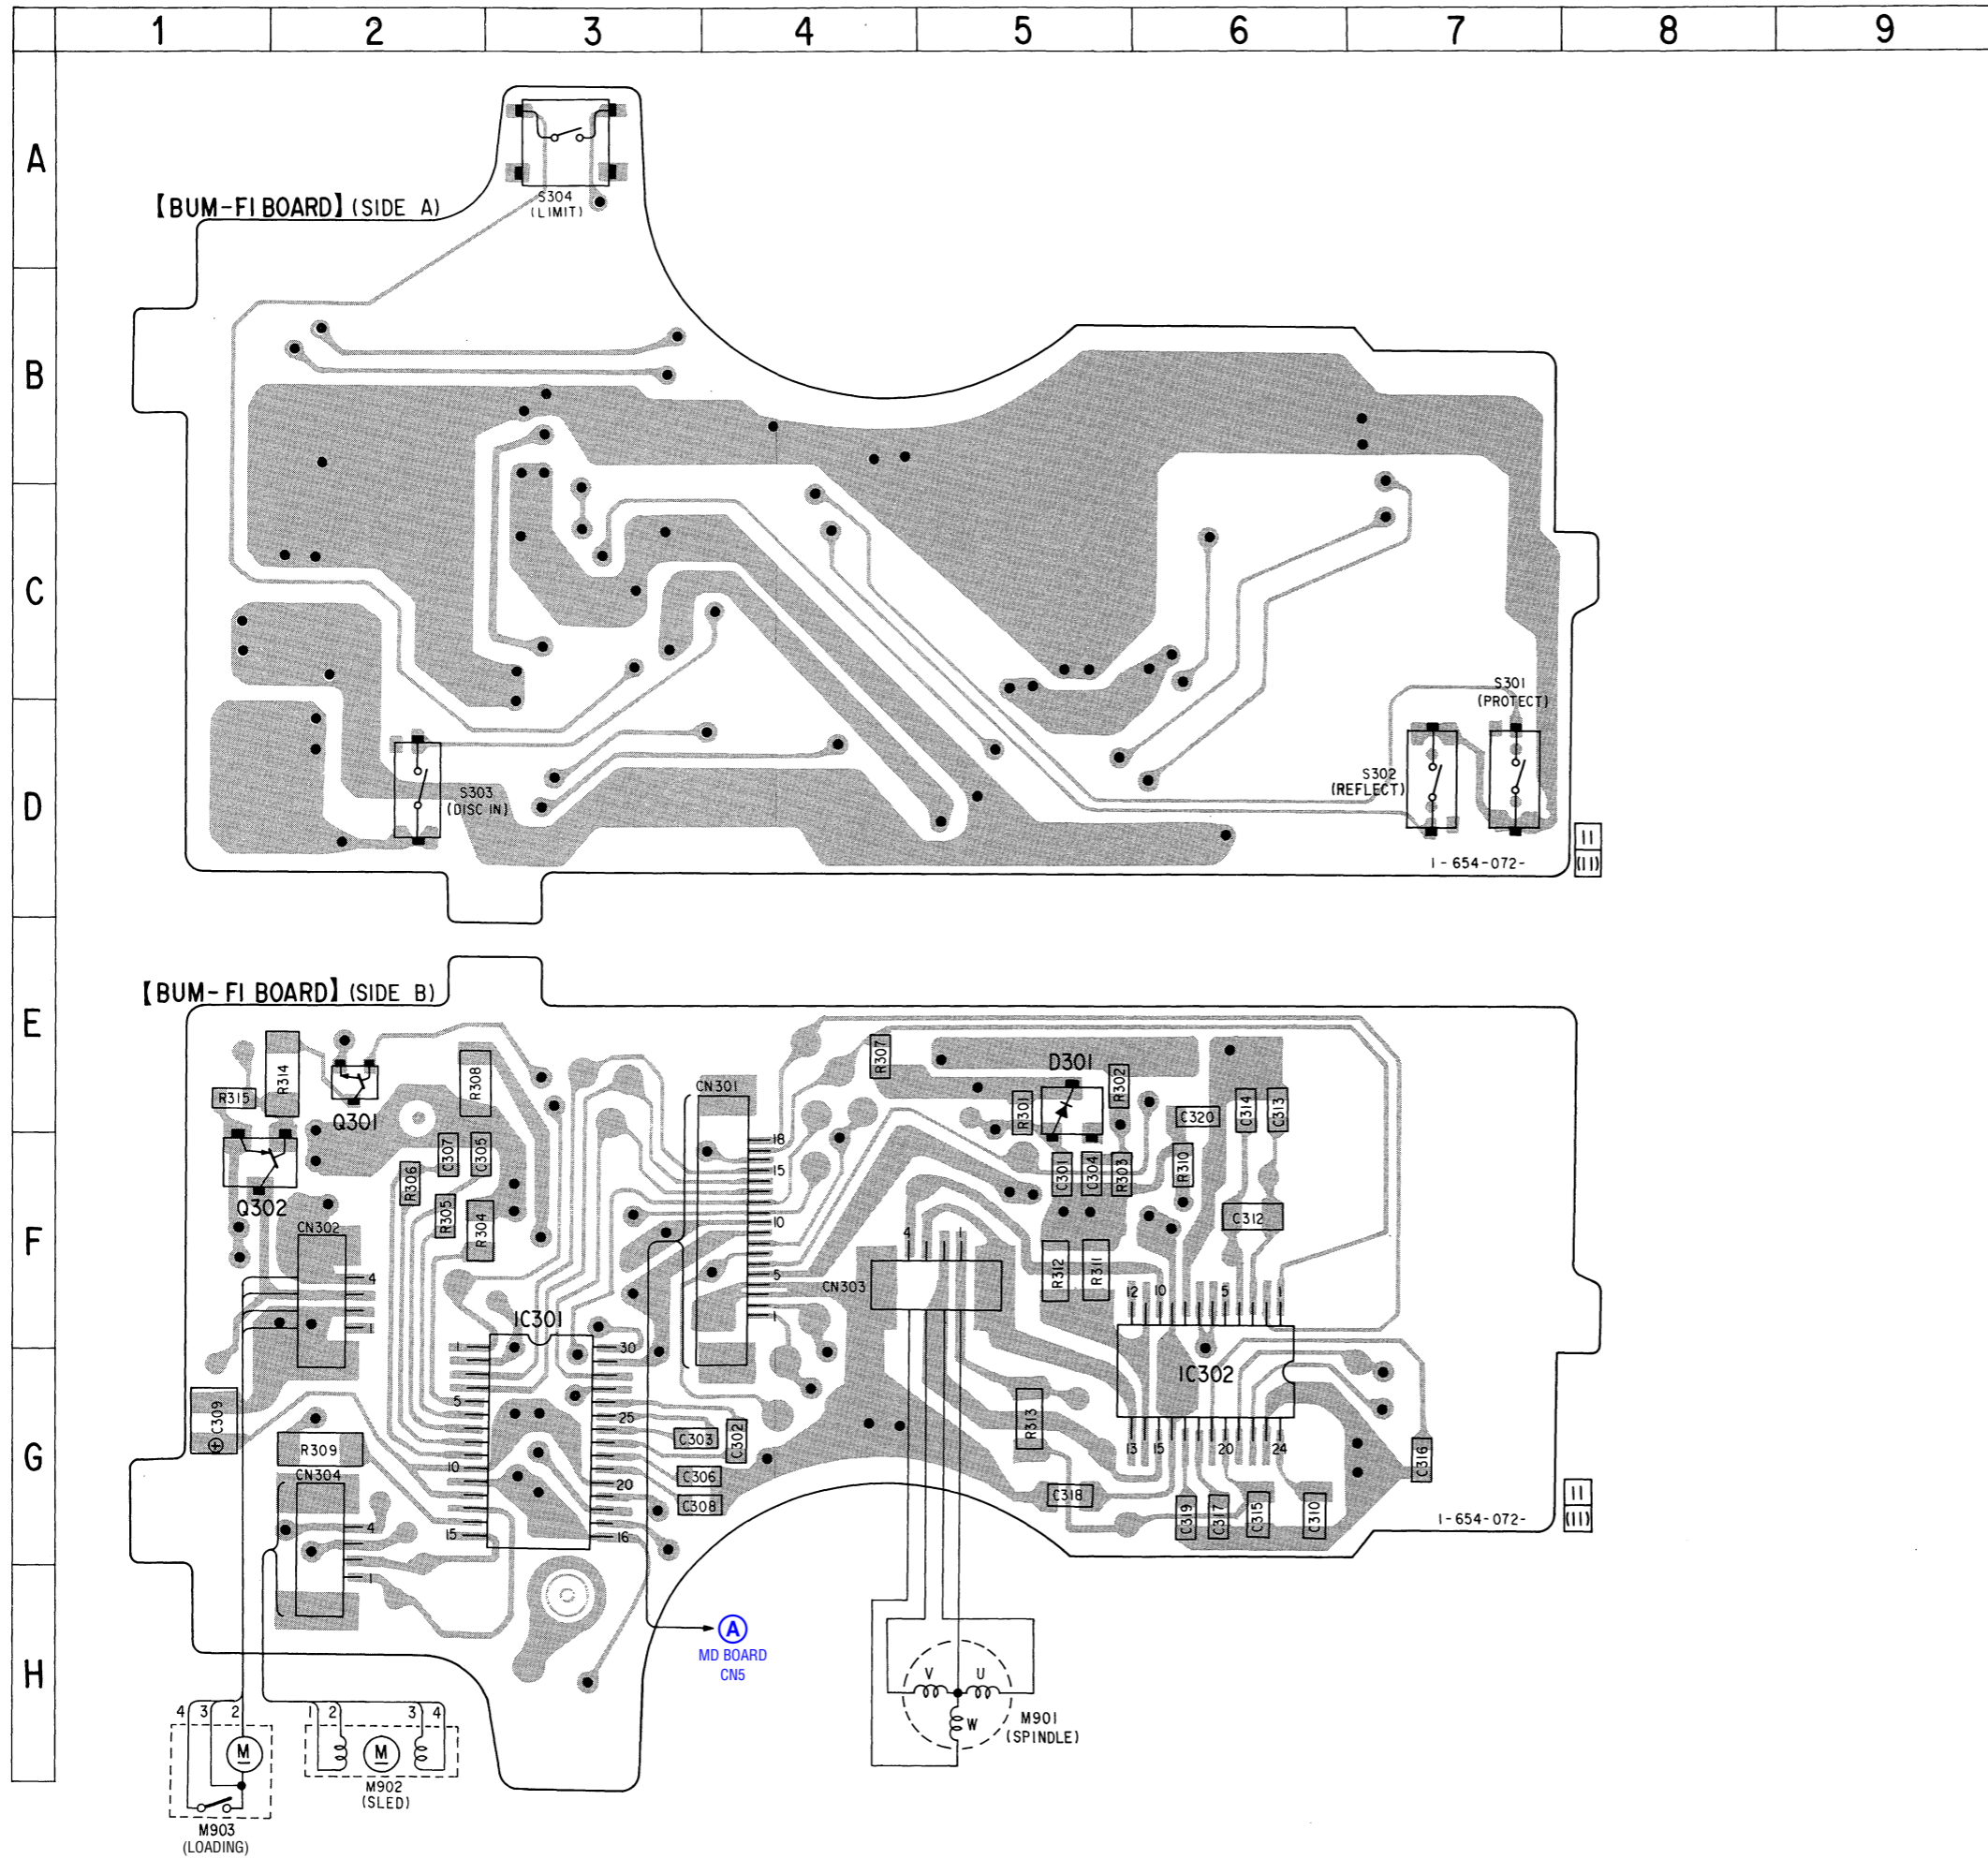 1 2 3 4 5 6 7 8 9
A
S304
(LIMIT)
【BUM-FI BOARD】(SIDE A)
B
C
S301
(PROTECT)
S302
(REFLECT)
S303
(DISC IN)
D
11
(11)
1-654-072-
【BUM-FI BOARD】(SIDE B)
E
R314
R315
Q301
R308
CN301
R307
D301
R302
R301
C320
C314
C313
18
Q302
C307
C305
R306
R305
R304
15
C301
C304
R303
R310
CN302
F
10
4
1
C312
4
5
CN303
R312
R311
12 10 5 1
1
IC301
1
1 30
IC302
C309
5
25
C303
C302
R313
13 15 20 24
C316
G
R309
CN304
10
C306
20
C308
C318
C319
C317
C315
C310
4
15
16
1-654-072-
11
(11)
1
A
MD BOARD
CN5
H
V U
W
M901
(SPINDLE)
4 3 2 1 2 3 4
M M
M902
(SLED)
M903
(LOADING)